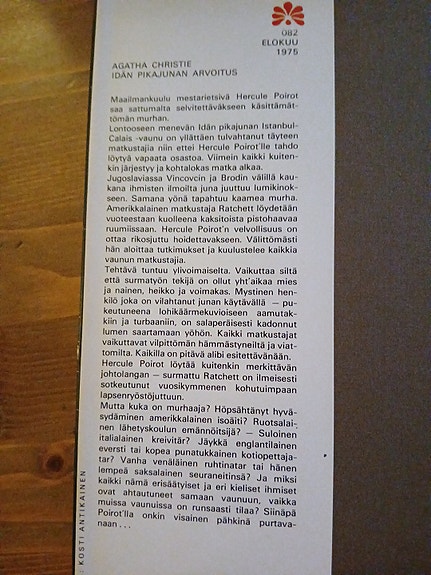 082
ELOKUU
1975
AGATHA CHRISTIE
IDÄN PIKAJUNAN ARVOITUS
Maailmankuulu mestarietsivä Hercule Poirot
saa sattumalta selvitettäväkseen käsittämät-
tömän murhan.
Lontooseen menevän Idän pikajunan Istanbul-
Calais -vaunu on yllättäen tulvahtanut täyteen
matkustajia niin ettei Hercule Poirot'lle tahdo
löytyä vapaata osastoa. Viimein kaikki kuiten-
kin järjestyy ja kohtalokas matka alkaa.
Jugoslaviassa Vincovcin ja Brodin välillä kau-
kana ihmisten ilmoilta juna juuttuu lumikinok-
seen. Samana yönä tapahtuu kaamea murha.
Amerikkalainen matkustaja Ratchett löydetään
vuoteestaan kuolleena kaksitoista pistohaavaa
ruumiissaan. Hercule Poirot'n velvollisuus on
ottaa rikosjuttu hoidettavakseen. Välittömästi
hän aloittaa tutkimukset ja kuulustelee kaikkia
vaunun matkustajia.
Tehtävä tuntuu ylivoimaiselta. Vaikuttaa siltä
että surmatyön tekijä on ollut yht'aikaa mies
ja nainen, heikko ja voimakas. Mystinen hen-
kilö joka on vilahtanut junan käytävällä — pu-
keutuneena lohikäärmekuvioiseen aamutak-
kiin ja turbaaniin, on salaperäisesti kadonnut
lumen saartamaan yöhön. Kaikki matkustajat
vaikuttavat vilpittömän hämmästyneiltä ja viat-
tomilta. Kaikilla on pitävä alibi esitettävänään.
Hercule Poirot löytää kuitenkin merkittävän
johtolangan — surmattu Ratchett on ilmeisesti
sotkeutunut vuosikymmenen kohutuimpaan
lapsenryöstöjuttuun.
Mutta kuka on murhaaja? Höpsähtänyt hyvä-
sydäminen amerikkalainen isoäiti? Ruotsalai-
nen lähetyskoulun emännöitsijä? — Suloinen
italialainen kreivitär? Jäykkä englantilainen
eversti tai kopea punatukkainen kotiopettaja-
tar? Vanha venäläinen ruhtinatar tai hänen
lempeä saksalainen seuraneitinsä? Ja miksi
kaikki nämä erisäätyiset ja eri kieliset ihmiset
ovat ahtautuneet samaan vaunuun, vaikka
muissa vaunuissa on runsaasti tilaa? Siinäpä
Poirot'lla onkin visainen pähkinä purtava-
naan...
: KOSTI ANTIKAINEN